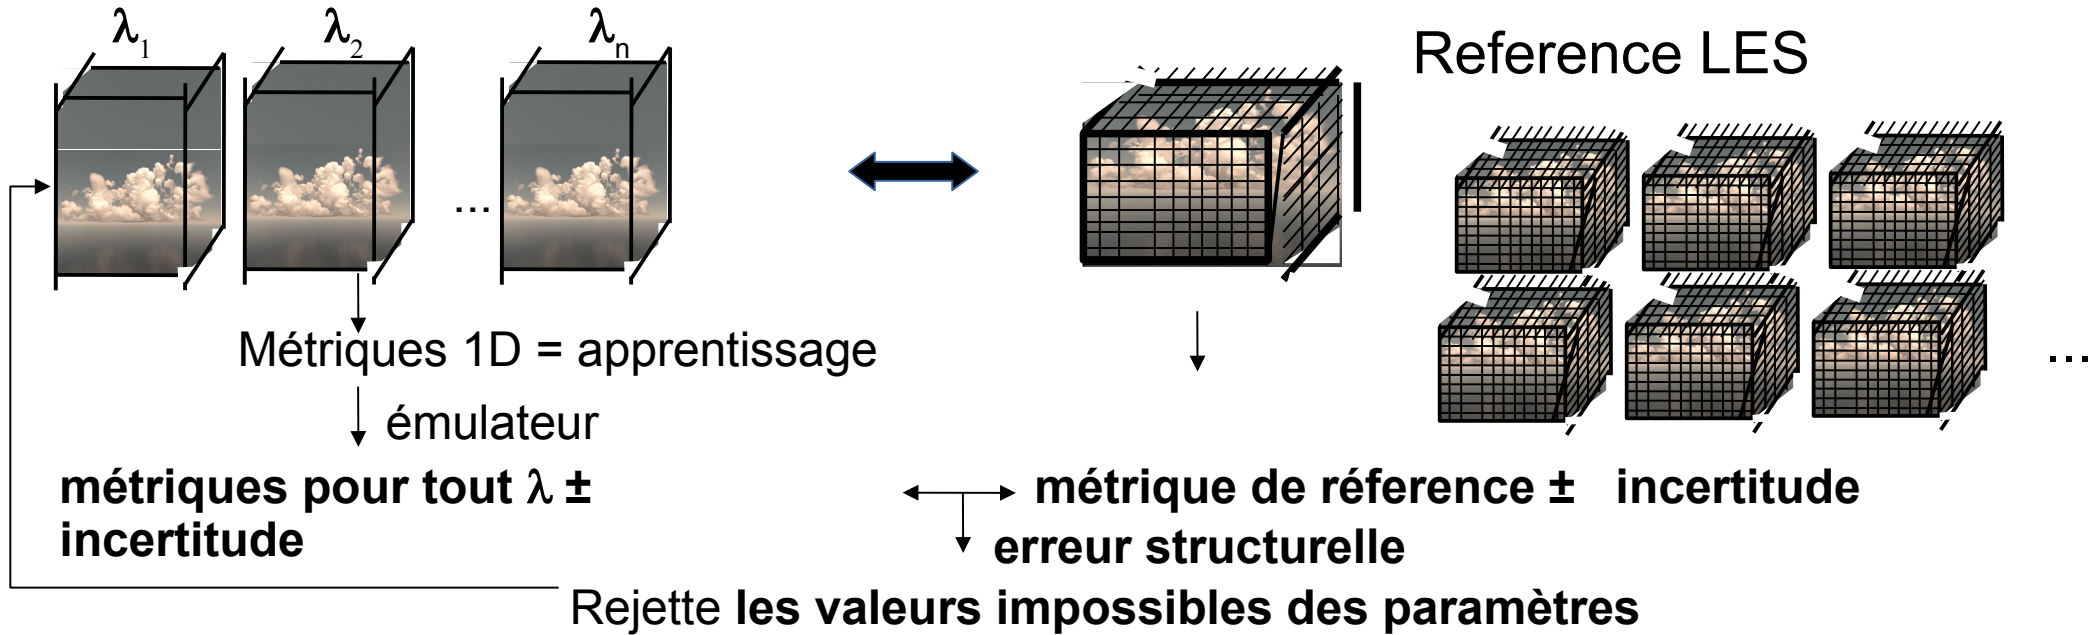 λ1 λ2 λn
Reference LES
...
...
Métriques 1D = apprentissage
émulateur
métriques pour tout λ ±
incertitude
métrique de réference ± incertitude
erreur structurelle
Rejette les valeurs impossibles des paramètres